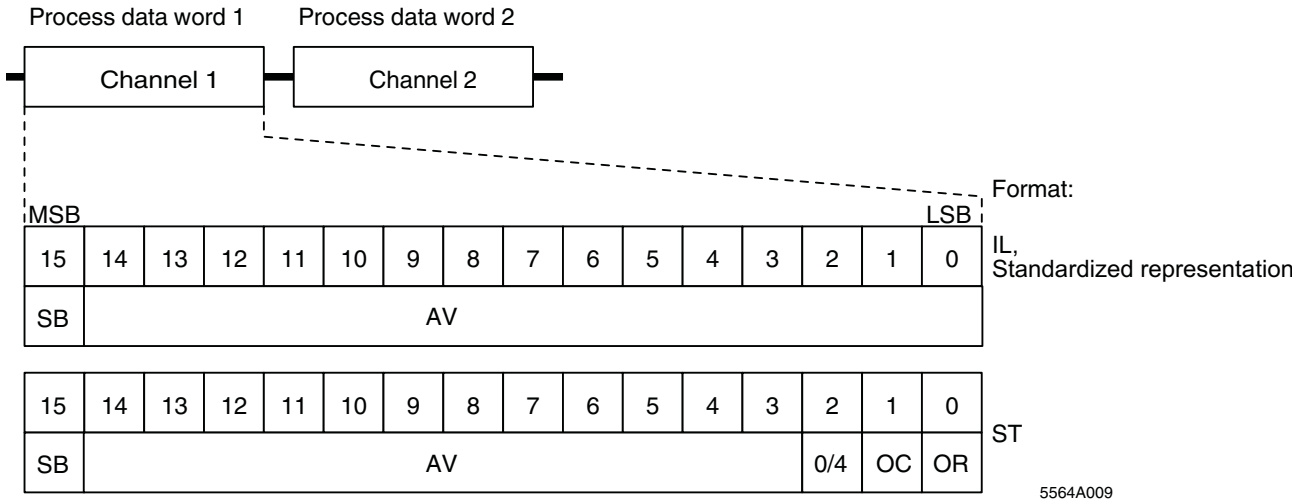 Process data word 1 Process data word 2
Channel 1 Channel 2
Format:
MSB LSB
15 14 13 12 11 10 9 8 7 6 5 4 3 2 1 0
IL,
Standardized representation
SB AV
15 14 13 12 11 10 9 8 7 6 5 4 3 2 1 0
ST
SB AV 0/4 OC OR
5564A009